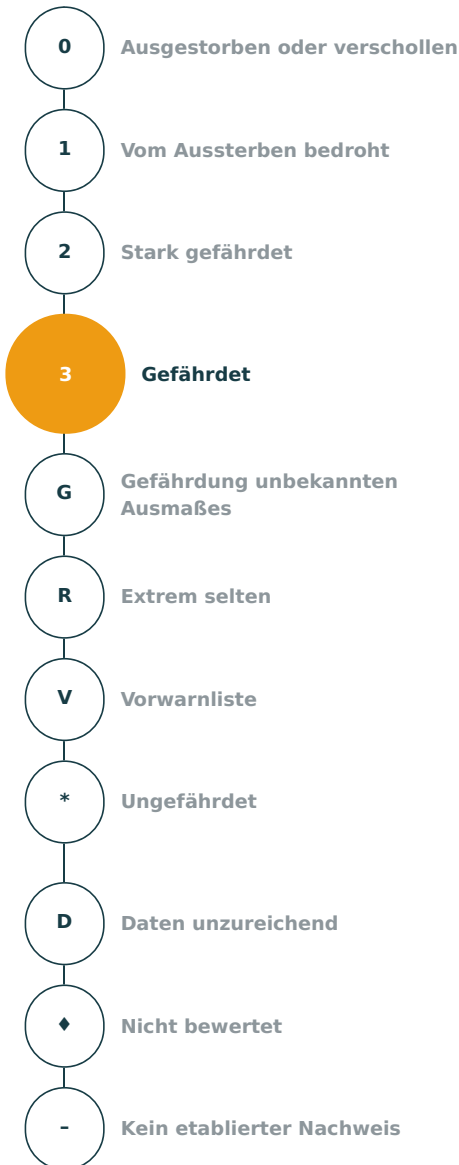 0 Ausgestorben oder verschollen
1 Vom Aussterben bedroht
2 Stark gefährdet
3 Gefährdet
G Gefährdung unbekannten
Ausmaßes
R Extrem selten
V Vorwarnliste
* Ungefährdet
D Daten unzureichend
♦ Nicht bewertet
– Kein etablierter Nachweis